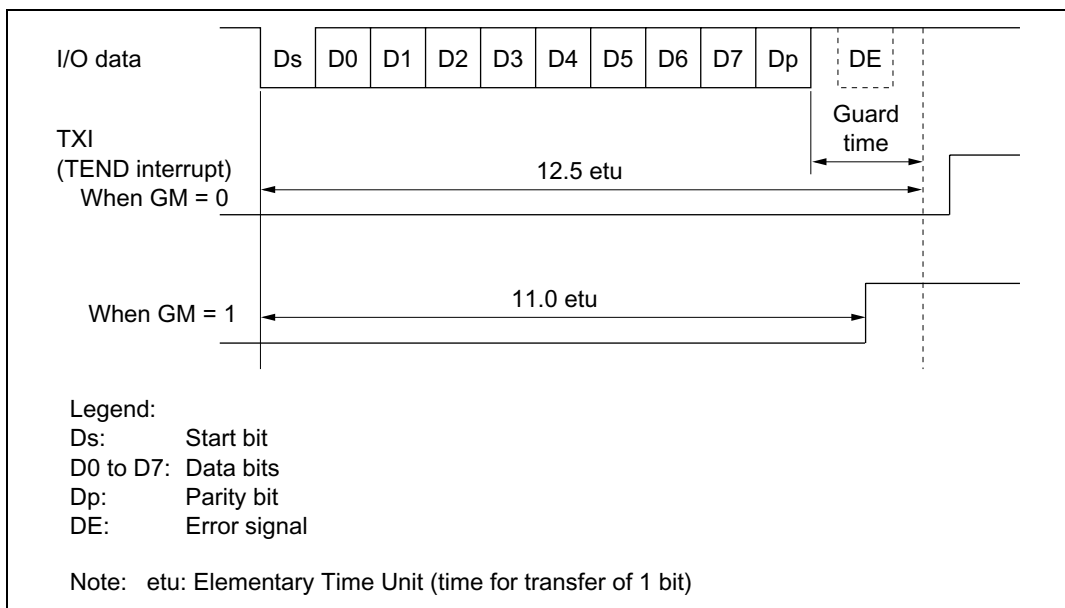 I/O data
Ds D0 D1 D2 D3 D4 D5 D6 D7 Dp DE
Guard
time
TXI
(TEND interrupt)
When GM = 0
12.5 etu
When GM = 1
11.0 etu
Legend:
Ds: Start bit
D0 to D7: Data bits
Dp: Parity bit
DE: Error signal
Note: etu: Elementary Time Unit (time for transfer of 1 bit)